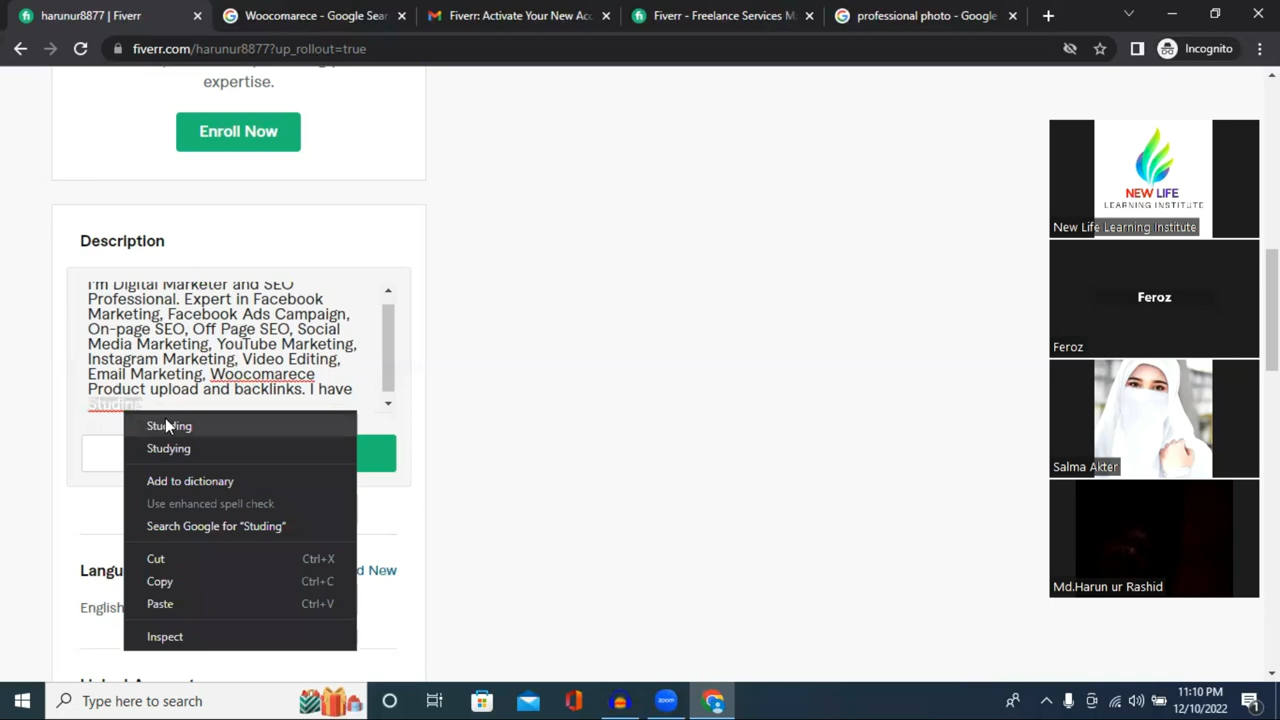 harunur8877 | Fiverr
Woocomarece - Google Sear
Fiverr: Activate Your New Acc
Fiverr - Freelance Services M
professional photo - Google
fiverr.com/harunur8877?up_rollout=true
Incognito
expertise.
Enroll Now
Description
I'm Digital Marketer and SEO
Professional. Expert in Facebook
Marketing, Facebook Ads Campaign,
On-page SEO, Off Page SEO, Social
Media Marketing, YouTube Marketing,
Instagram Marketing, Video Editing,
Email Marketing, Woocomarece
Product upload and backlinks. I have
Studing
Studding
Studying
Add to dictionary
Use enhanced spell check
Search Google for "Studing"
Cut Ctrl+X
Copy Ctrl+C
Paste Ctrl+V
Inspect
Langu
d New
English
NEW LIFE
LEARNING INSTITUTE
New Life Learning Institute
Feroz
Feroz
Salma Akter
Md.Harun ur Rashid
Type here to search
zoom
11:10 PM
12/10/2022
1